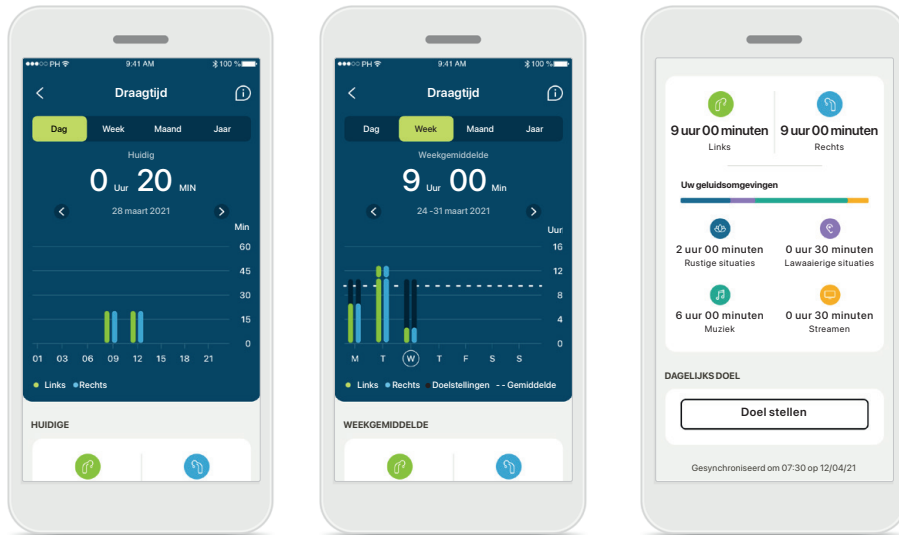 PH 9:41 AM 100 %
Draagtijd
Dag Week Maand Jaar
Huidig
0 Uur 20 MIN
28 maart 2021
Min
60
45
30
15
0
01 03 06 09 12 15 18 21
Links Rechts
HUIDIGE
PH 9:41 AM 100 %
Draagtijd
Dag Week Maand Jaar
Weekgemiddelde
9 Uur 00 Min
24 -31 maart 2021
Uur
16
12
8
4
0
M T W T F S S
Links Rechts Doelstellingen - - Gemiddelde
WEEKGEMIDDELDE
9 uur 00 minuten 9 uur 00 minuten
Links Rechts
Uw geluidsomgevingen
2 uur 00 minuten 0 uur 30 minuten
Rustige situaties Lawaaierige situaties
6 uur 00 minuten 0 uur 30 minuten
Muziek Streamen
DAGELIJKS DOEL
Doel stellen
Gesynchroniseerd om 07:30 op 12/04/21